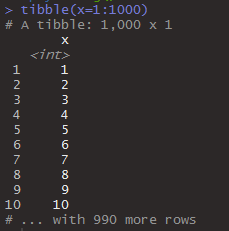 > tibble(x=1:1000)
# A tibble: 1,000 x 1
x
<int>
1 1
2 2
3 3
4 4
5 5
6 6
7 7
8 8
9 9
10 10
# ... with 990 more rows